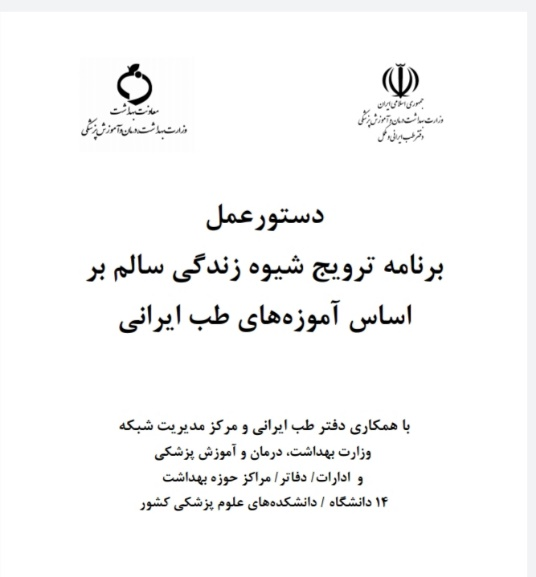 جمهوری اسلامی ایران
وزارت بهداشت درمان و آموزش پزشکی
دفتر طب ایرانی و مکمل
معاونت بهداشت
وزارت بهداشت درمان و آموزش پزشکی
دستورعمل
برنامه ترویج شیوه زندگی سالم بر
اساس آموزه‌های طب ایرانی
با همکاری دفتر طب ایرانی و مرکز مدیریت شبکه
وزارت بهداشت، درمان و آموزش پزشکی
و ادارات/ دفاتر/ مراکز حوزه بهداشت
۱۴ دانشگاه / دانشکده‌های علوم پزشکی کشور